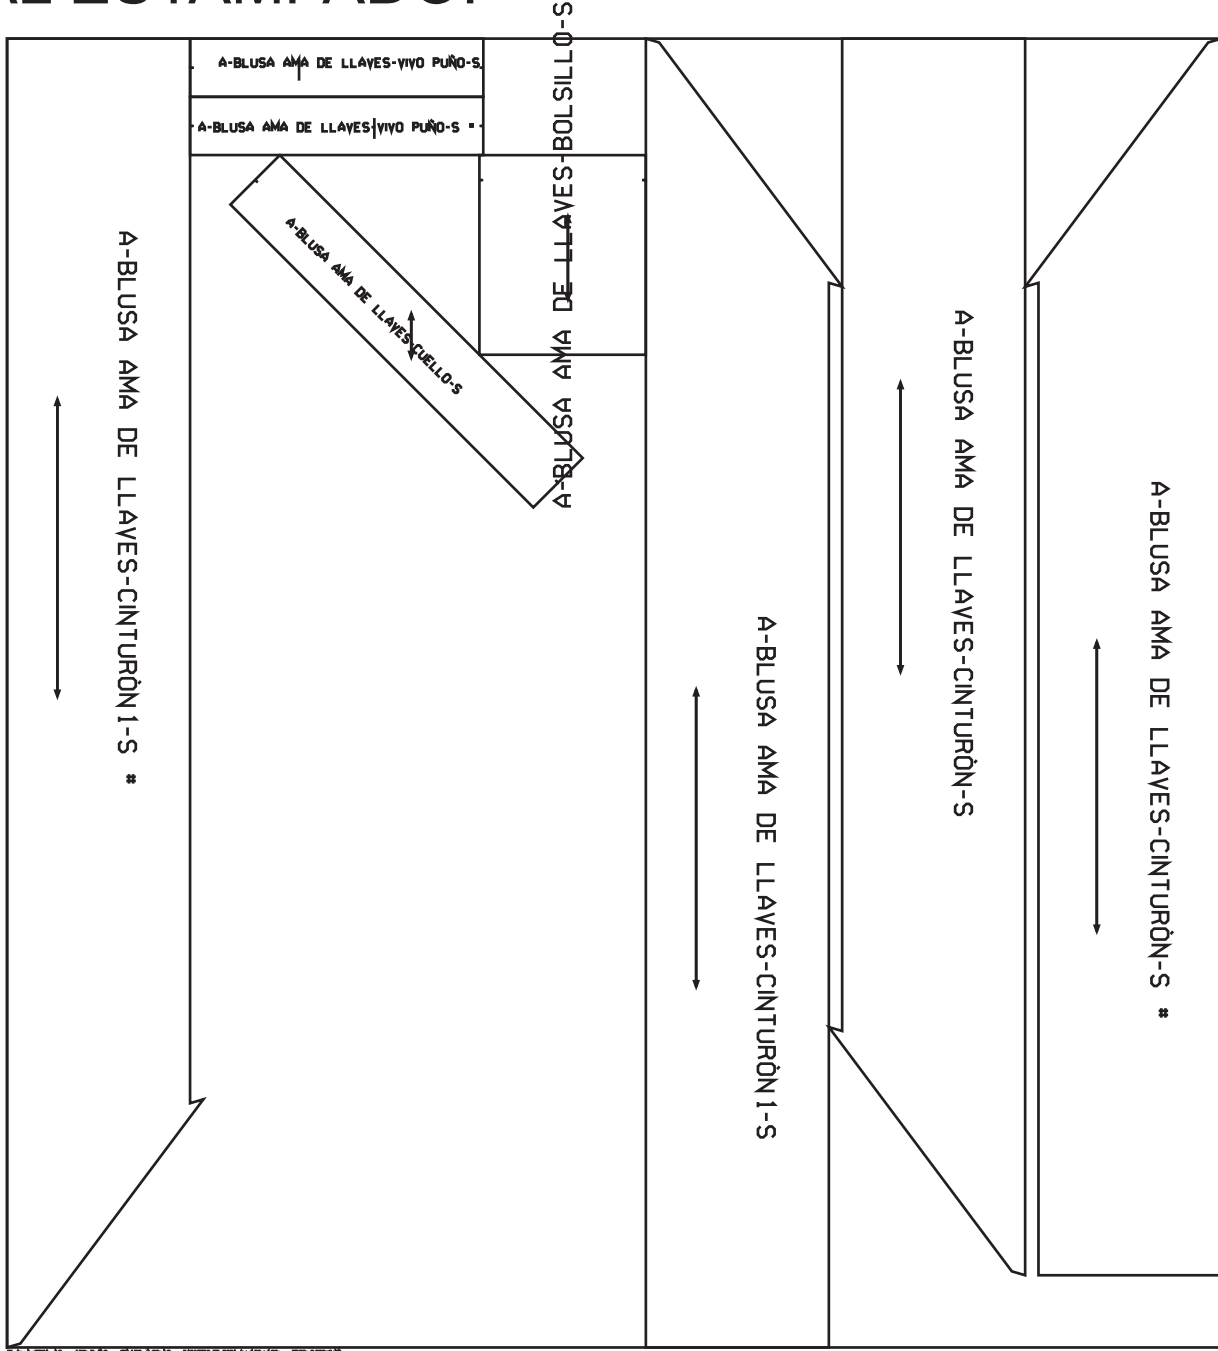 A-BLUSA AMA DE LLAVES-VIVO PUÑO-S
A-BLUSA AMA DE LLAVES-VIVO PUÑO-S *
A-BLUSA AMA DE LLAVES-BOLSILLO-S
A-BLUSA AMA DE LLAVES-CUELLO-S
A-BLUSA AMA DE LLAVES-CINTURÒN1-S *
A-BLUSA AMA DE LLAVES-CINTURÒN1-S
A-BLUSA AMA DE LLAVES-CINTURÒN-S
A-BLUSA AMA DE LLAVES-CINTURÒN-S *